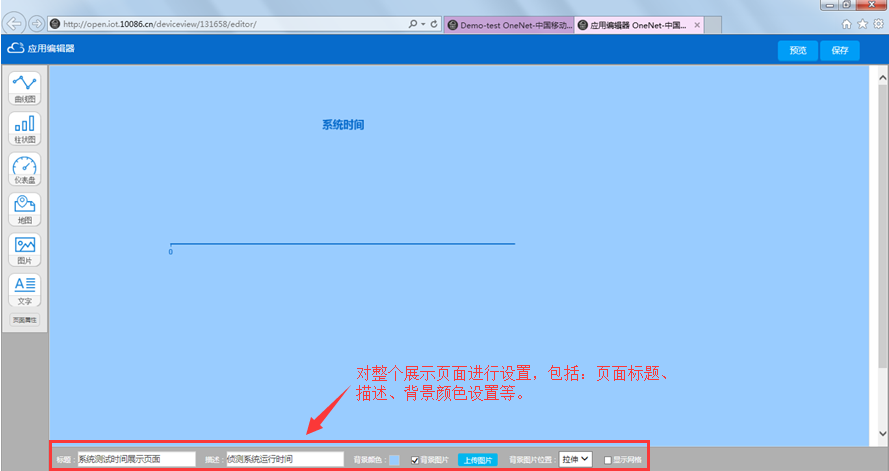 http://open.iot.10086.cn/deviceview/131658/editor/
Demo-test OneNet-中国移动...
应用编辑器 OneNet-中国...
应用编辑器
预览
保存
曲线图
柱状图
仪表盘
地图
图片
文字
页面属性
系统时间
0
对整个展示页面进行设置，包括：页面标题、
描述、背景颜色设置等。
标题：系统测试时间展示页面 描述：侦测系统运行时间 背景颜色： 背景图片 上传图片 背景图片位置： 拉伸 显示网格